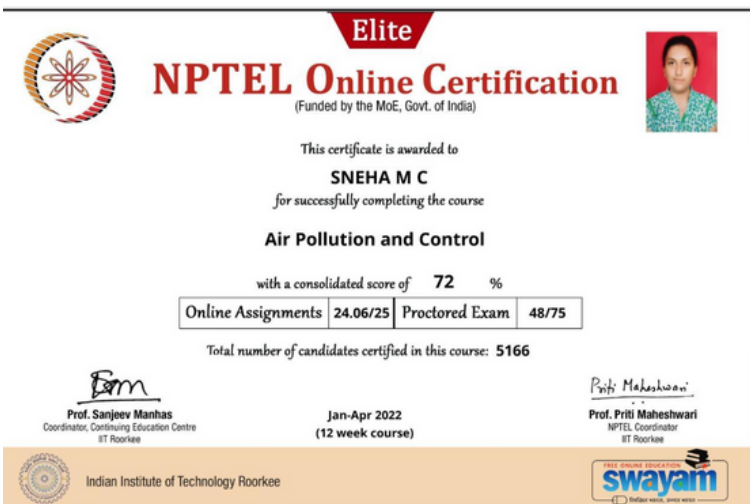 Elite
NPTEL Online Certification
(Funded by the MoE, Govt. of India)
This certificate is awarded to
SNEHA M C
for successfully completing the course
Air Pollution and Control
with a consolidated score of 72 %
Online Assignments 24.06/25 Proctored Exam 48/75
Total number of candidates certified in this course: 5166
Priti Maheshwari
Prof. Sanjeev Manhas
Coordinator, Continuing Education Centre
IIT Roorkee
Jan-Apr 2022
(12 week course)
Prof. Priti Maheshwari
NPTEL Coordinator
IIT Roorkee
Indian Institute of Technology Roorkee
FREE ONLINE EDUCATION
swayam